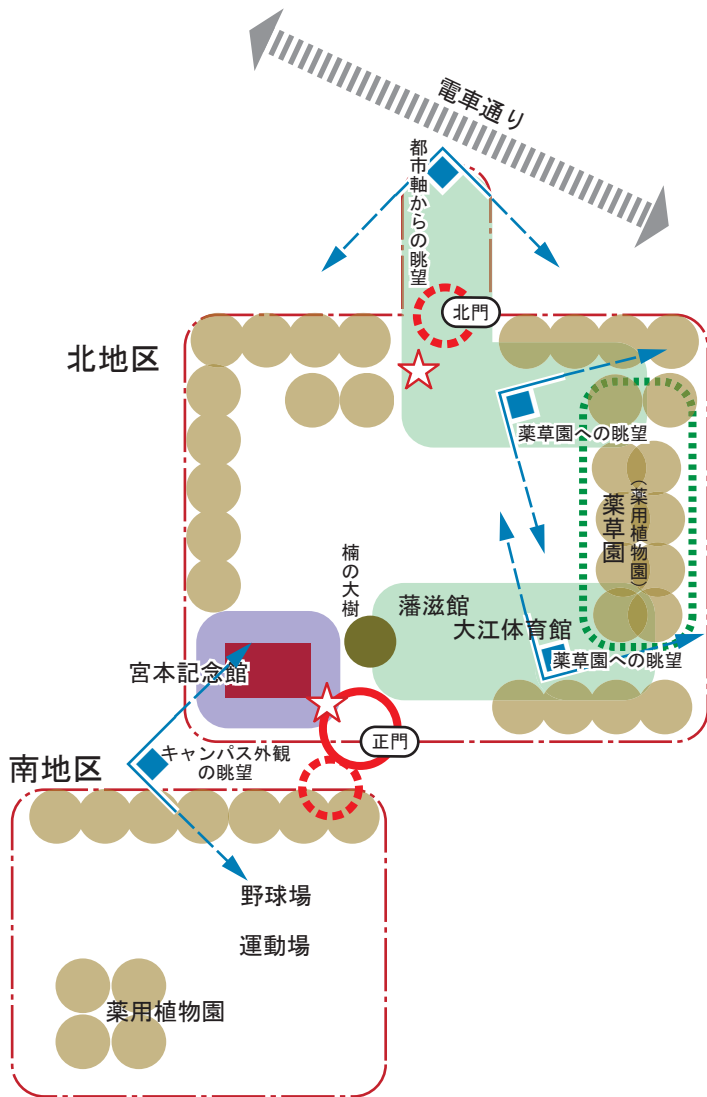 電車通り
都市軸からの眺望
北門
北地区
薬草園への眺望
薬草園
(薬用植物園)
楠の大樹
藩滋館
大江体育館
薬草園への眺望
宮本記念館
正門
キャンパス外観
の眺望
南地区
野球場
運動場
薬用植物園